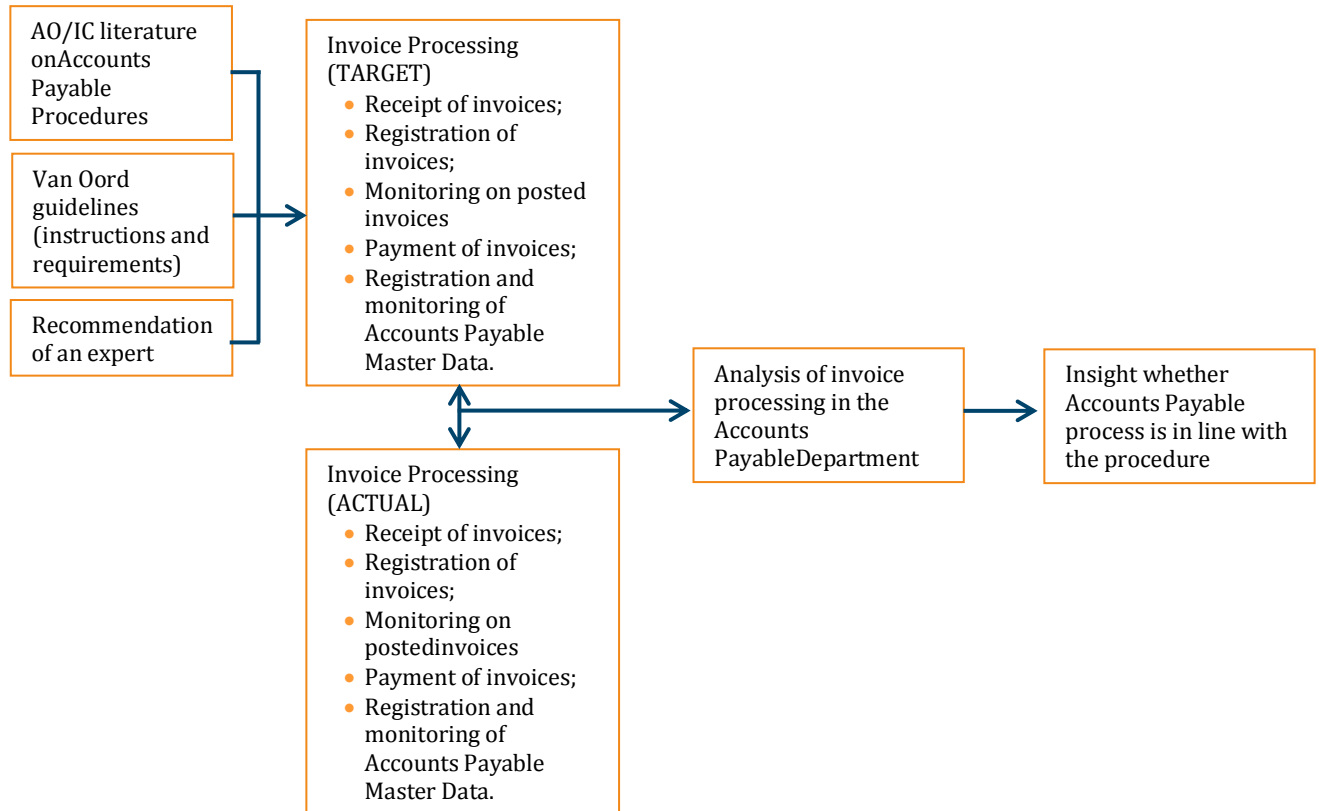 AO/IC literature
onAccounts
Payable
Procedures
Van Oord
guidelines
(instructions and
requirements)
Recommendation
of an expert
Invoice Processing
(TARGET)
• Receipt of invoices;
• Registration of
invoices;
• Monitoring on posted
invoices
• Payment of invoices;
• Registration and
monitoring of
Accounts Payable
Master Data.
Invoice Processing
(ACTUAL)
• Receipt of invoices;
• Registration of
invoices;
• Monitoring on
postedinvoices
• Payment of invoices;
• Registration and
monitoring of
Accounts Payable
Master Data.
Analysis of invoice
processing in the
Accounts
PayableDepartment
Insight whether
Accounts Payable
process is in line with
the procedure